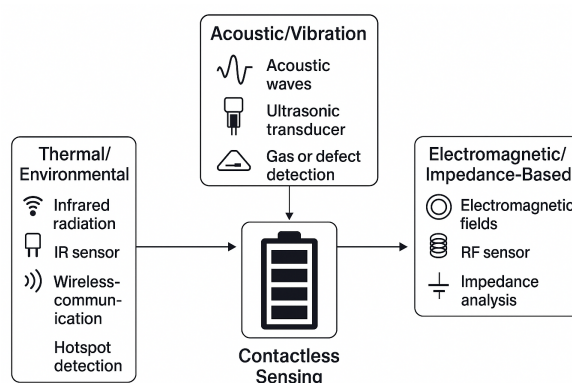 Acoustic/Vibration
Acoustic
waves
Ultrasonic
transducer
Gas or defect
detection
Thermal/
Environmental
Infrared
radiation
IR sensor
Wireless-
commun-
ication
Hotspot
detection
Electromagnetic/
Impedance-Based
Electromagnetic
fields
RF sensor
Impedance
analysis
Contactless
Sensing